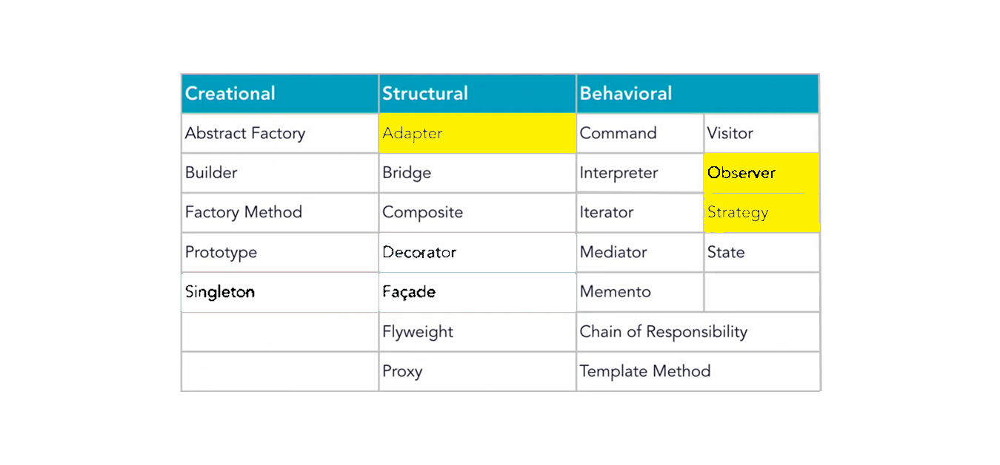 Creational Structural Behavioral
Abstract Factory Adapter Command Visitor
Builder Bridge Interpreter Observer
Factory Method Composite Iterator Strategy
Prototype Decorator Mediator State
Singleton Façade Memento
Flyweight Chain of Responsibility
Proxy Template Method